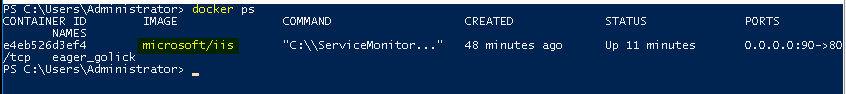 PS C:\Users\Administrator> docker ps
CONTAINER ID IMAGE COMMAND CREATED STATUS PORTS
NAMES
e4eb526d3ef4 microsoft/iis "C:\\ServiceMonitor..." 48 minutes ago Up 11 minutes 0.0.0.0:90->80
/tcp eager_golick
PS C:\Users\Administrator> _